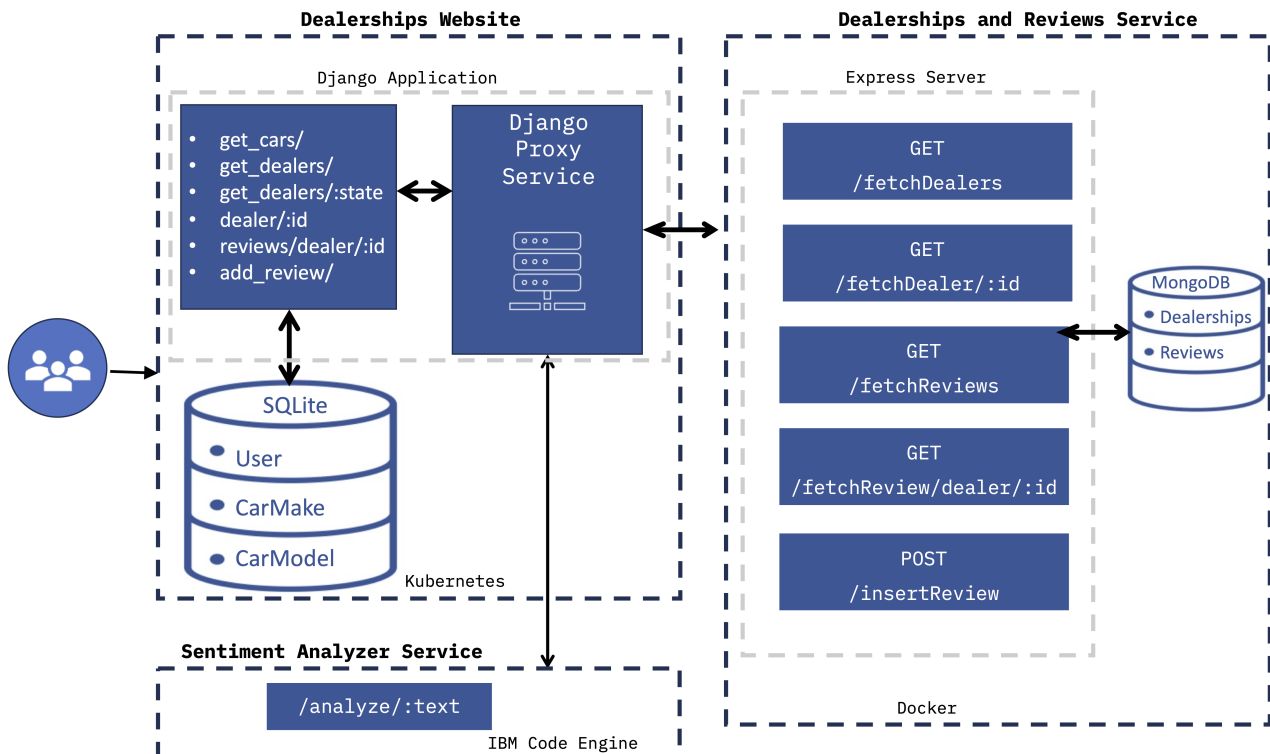 Dealerships Website
Django Application
• get_cars/
• get_dealers/
• get_dealers/:state
• dealer/:id
• reviews/dealer/:id
• add_review/
Django
Proxy
Service
SQLite
User
CarMake
CarModel
Kubernetes
Sentiment Analyzer Service
/analyze/:text
IBM Code Engine
Dealerships and Reviews Service
Express Server
GET
/fetchDealers
GET
/fetchDealer/:id
GET
/fetchReviews
GET
/fetchReview/dealer/:id
POST
/insertReview
MongoDB
Dealerships
Reviews
Docker